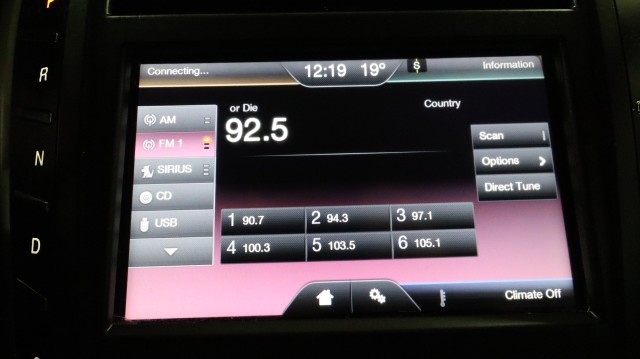 P
R
N
D
Connecting...
12:19 19° S
Information
AM
FM 1
SIRIUS
CD
USB
or Die
Country
92.5
Scan
Options
Direct Tune
1 90.7 2 94.3 3 97.1
4 100.3 5 103.5 6 105.1
Climate Off